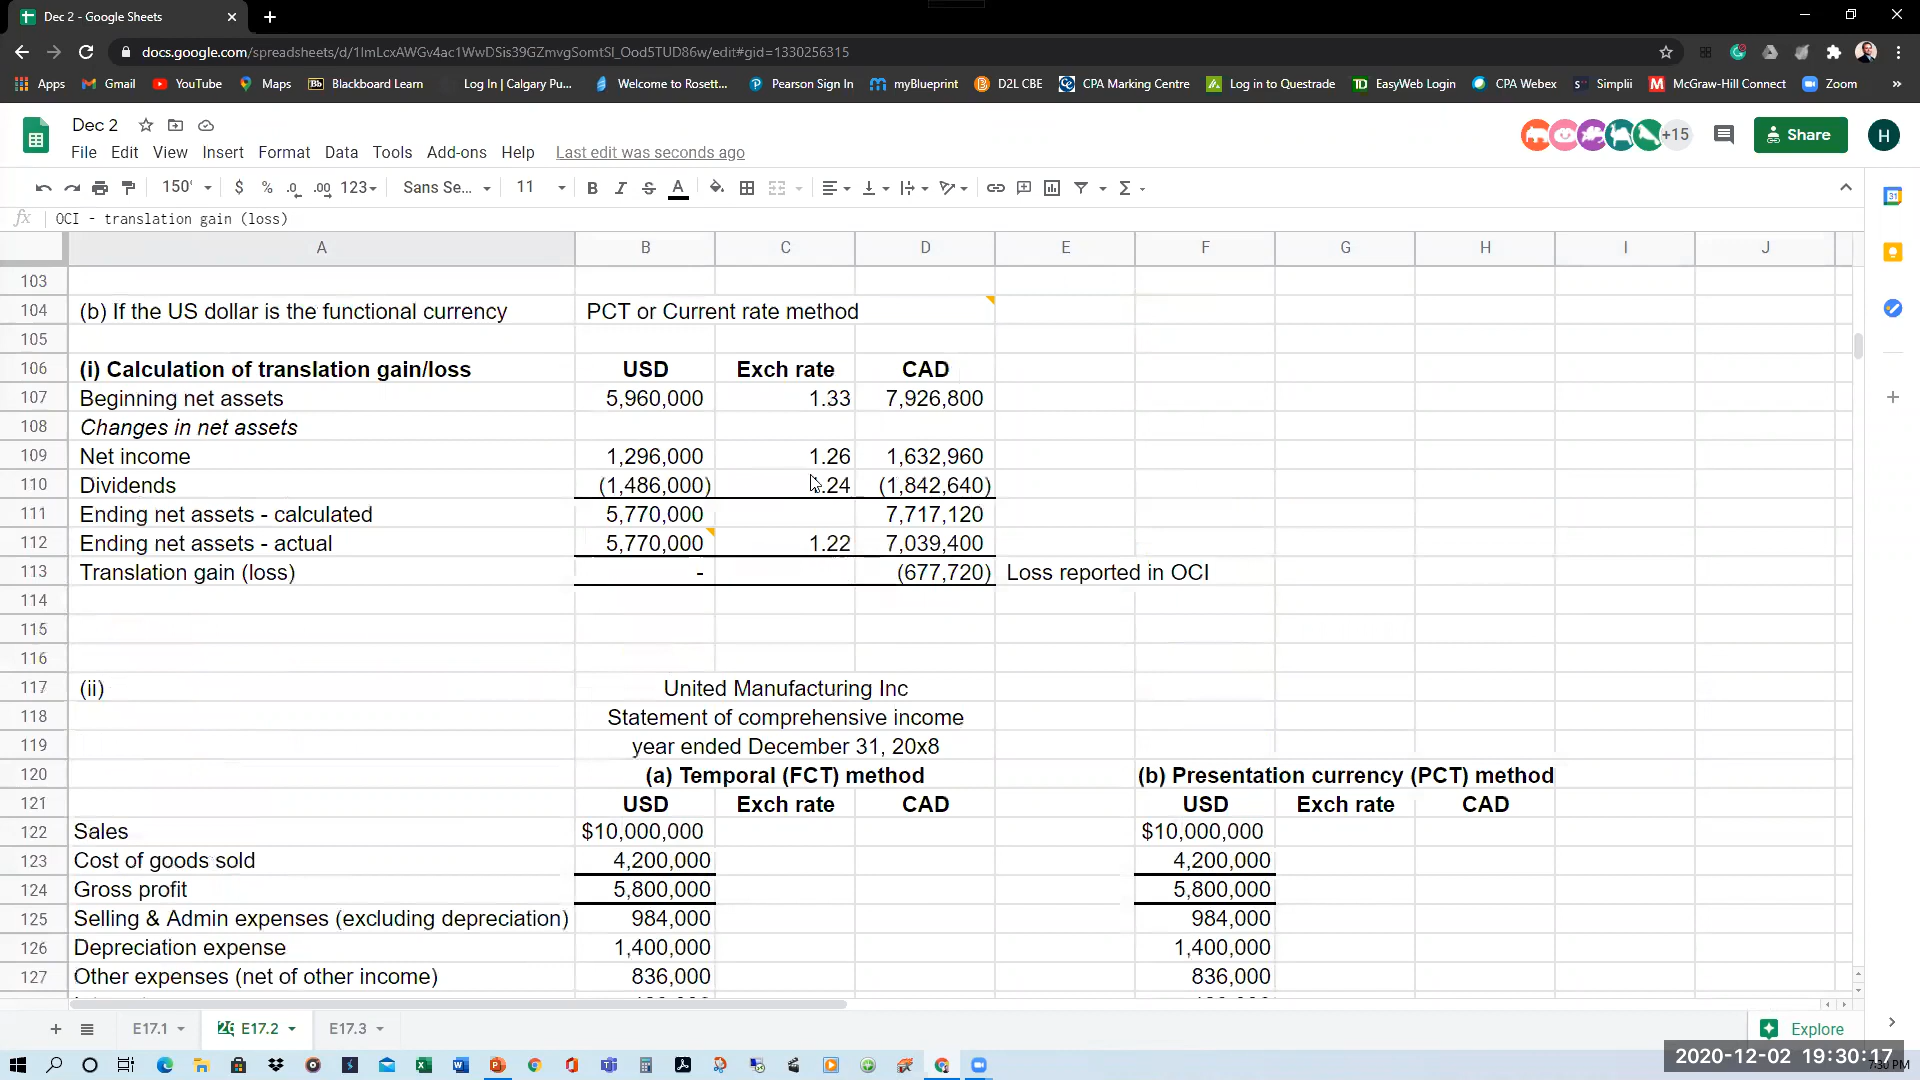 Dec 2 - Google Sheets
docs.google.com/spreadsheets/d/1ImLcxAWGv4ac1WwDSis39GZmvgSomtSl_Ood5TUD86w/edit#gid=1330256315
Apps Gmail YouTube Maps Bb Blackboard Learn Log In | Calgary Pu... Welcome to Rosett... Pearson Sign In myBlueprint D2L CBE CPA Marking Centre Log in to Questrade TD EasyWeb Login CPA Webex Simplii McGraw-Hill Connect Zoom »
Dec 2
+15 Share H
File Edit View Insert Format Data Tools Add-ons Help Last edit was seconds ago
$ % .0 .00 123 Sans Se... 11 B I S A Σ
fx OCI - translation gain (loss)
A B C D E F G H I J
103
104 (b) If the US dollar is the functional currency PCT or Current rate method
105
106 (i) Calculation of translation gain/loss USD Exch rate CAD
107 Beginning net assets 5,960,000 1.33 7,926,800
108 Changes in net assets
109 Net income 1,296,000 1.26 1,632,960
110 Dividends (1,486,000) .24 (1,842,640)
111 Ending net assets - calculated 5,770,000 7,717,120
112 Ending net assets - actual 5,770,000 1.22 7,039,400
113 Translation gain (loss) - (677,720) Loss reported in OCI
114
115
116
117 (ii) United Manufacturing Inc
118 Statement of comprehensive income
119 year ended December 31, 20x8
120 (a) Temporal (FCT) method (b) Presentation currency (PCT) method
121 USD Exch rate CAD USD Exch rate CAD
122 Sales $10,000,000 $10,000,000
123 Cost of goods sold 4,200,000 4,200,000
124 Gross profit 5,800,000 5,800,000
125 Selling & Admin expenses (excluding depreciation) 984,000 984,000
126 Depreciation expense 1,400,000 1,400,000
127 Other expenses (net of other income) 836,000 836,000
E17.1 E17.2 E17.3 Explore
2020-12-02 19:30:17